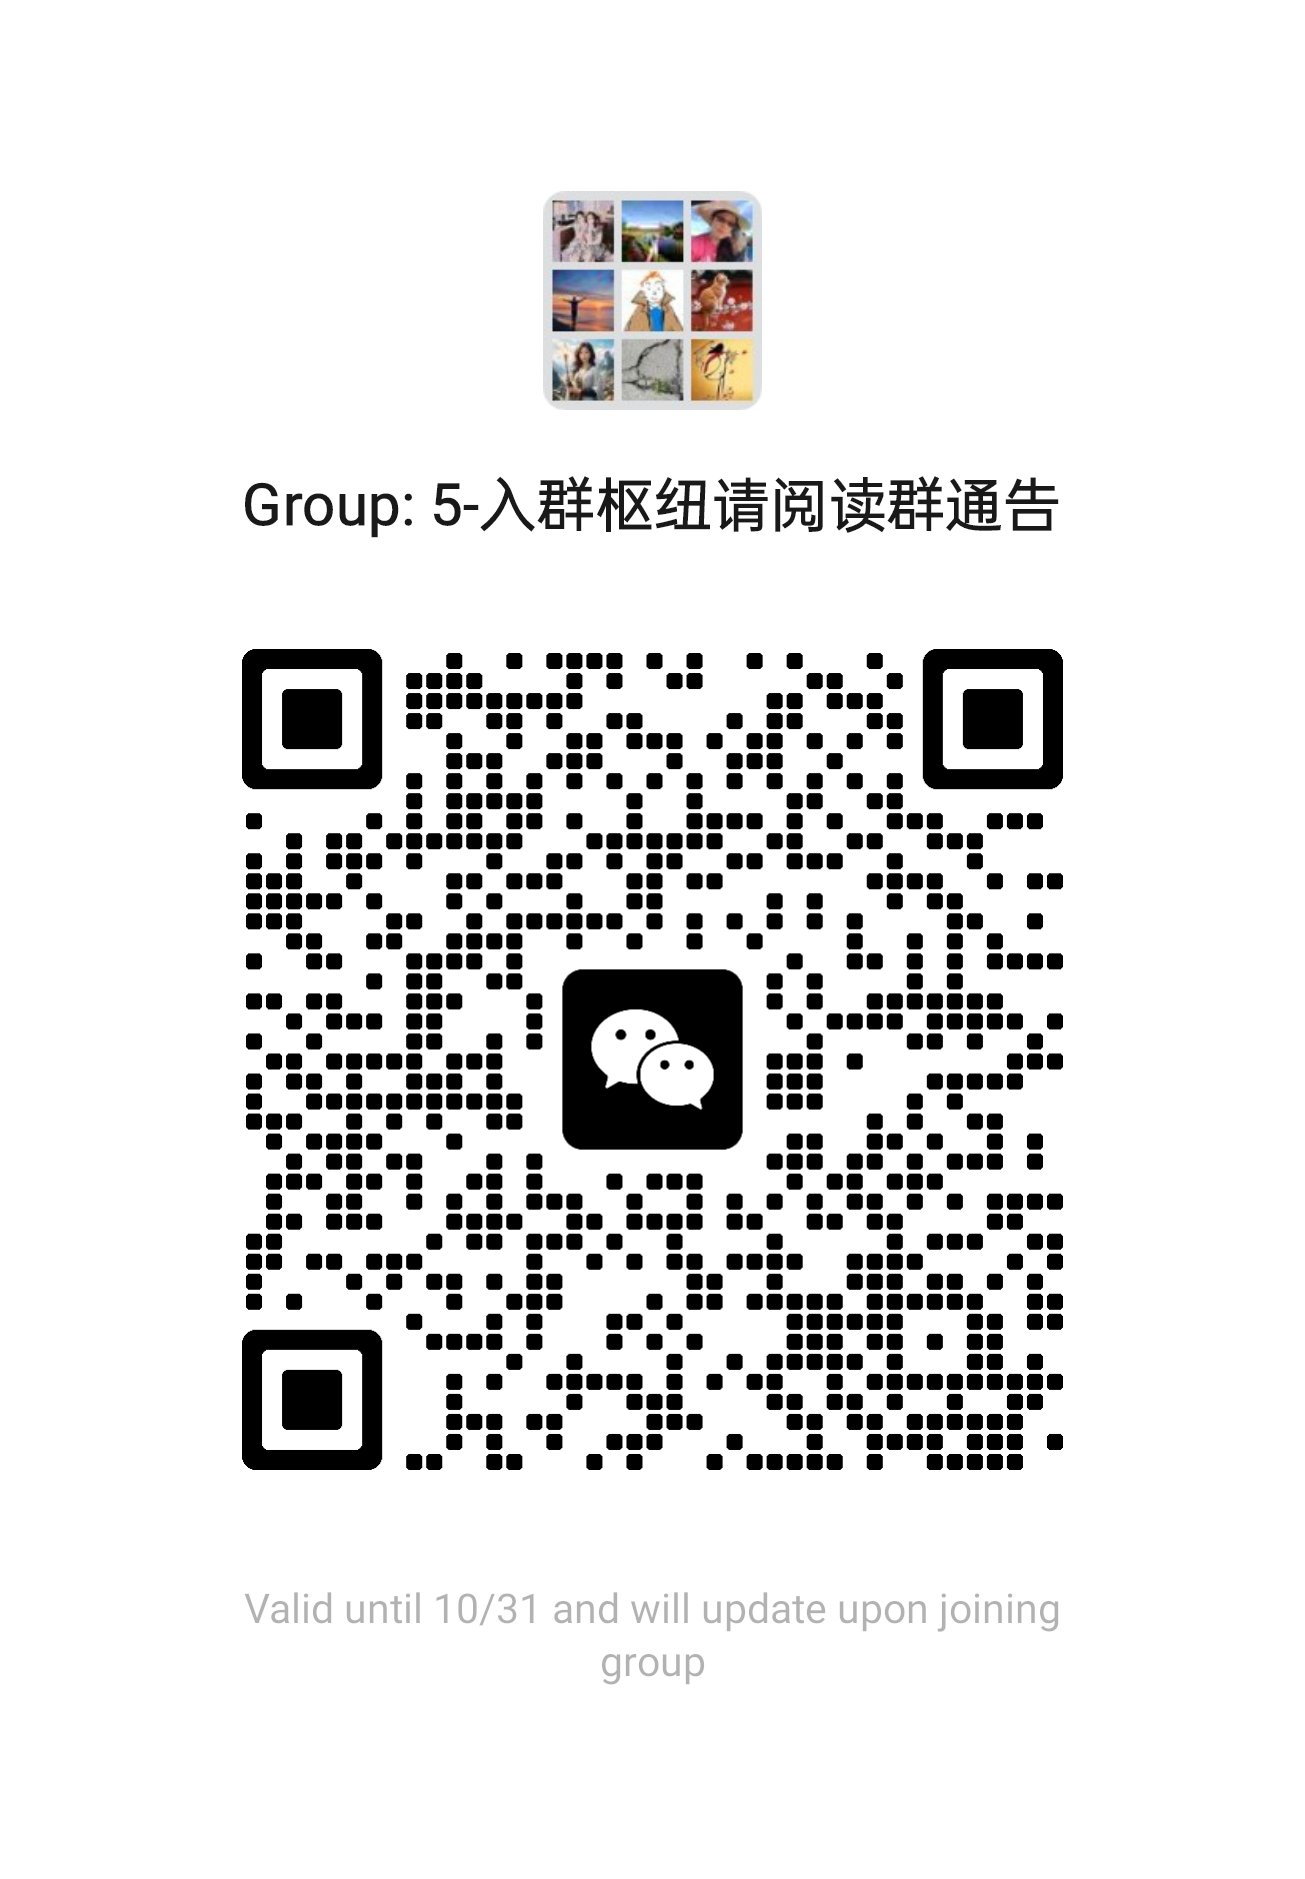 Group: 5-入群枢纽请阅读群通告
Valid until 10/31 and will update upon joining
group